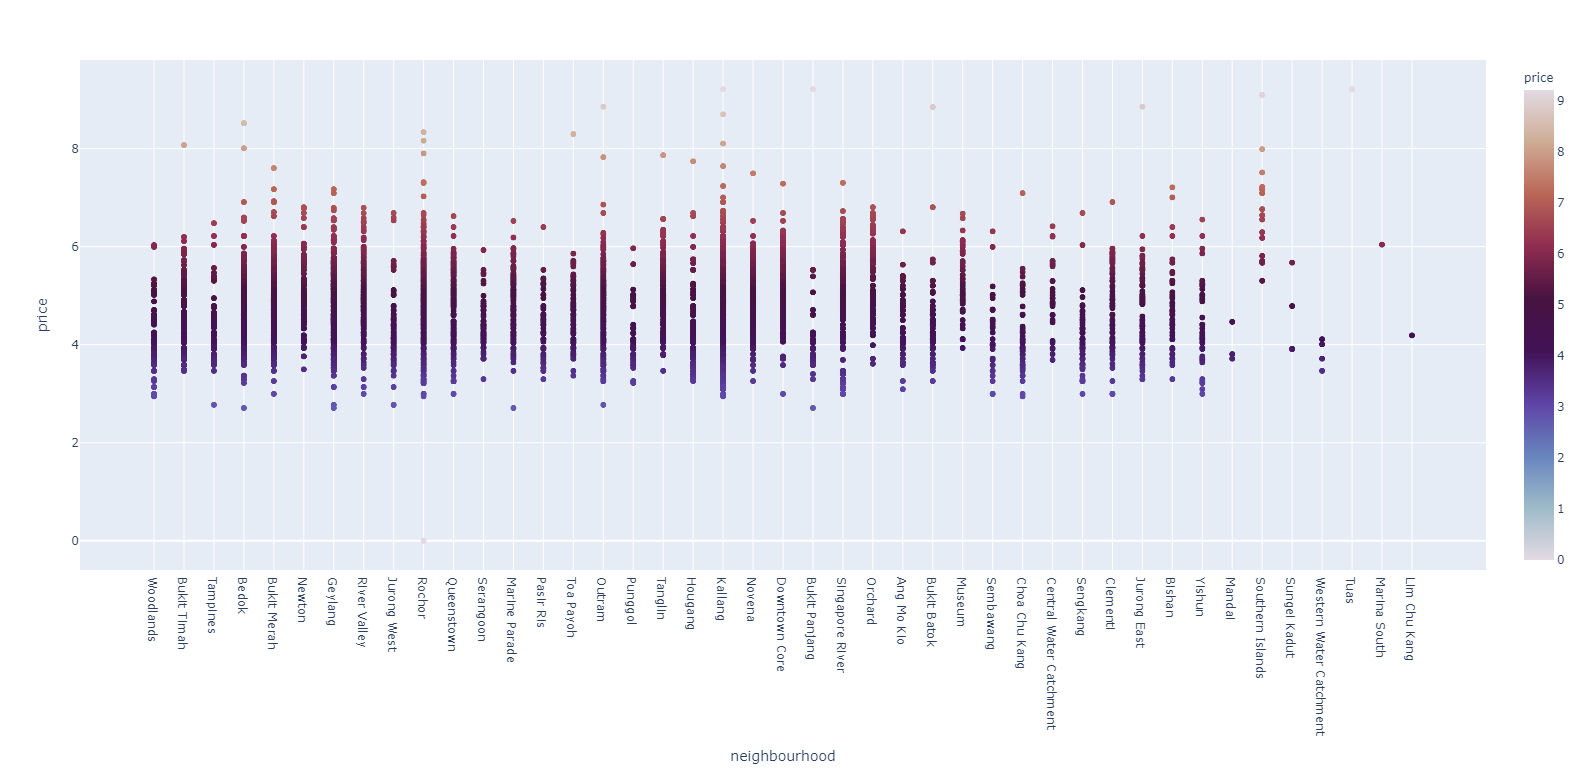 price
9
8
7
6
5
4
3
2
1
0
price
8
6
4
2
0
Woodlands
Bukit Timah
Tampines
Bedok
Bukit Merah
Newton
Geylang
River Valley
Jurong West
Rochor
Queenstown
Serangoon
Marine Parade
Pasir Ris
Toa Payoh
Outram
Punggol
Tanglin
Hougang
Kallang
Novena
Downtown Core
Bukit Panjang
Singapore River
Orchard
Ang Mo Kio
Bukit Batok
Museum
Sembawang
Choa Chu Kang
Central Water Catchment
Sengkang
Clementi
Jurong East
Bishan
Yishun
Mandai
Southern Islands
Sungei Kadut
Western Water Catchment
Tuas
Marina South
Lim Chu Kang
neighbourhood